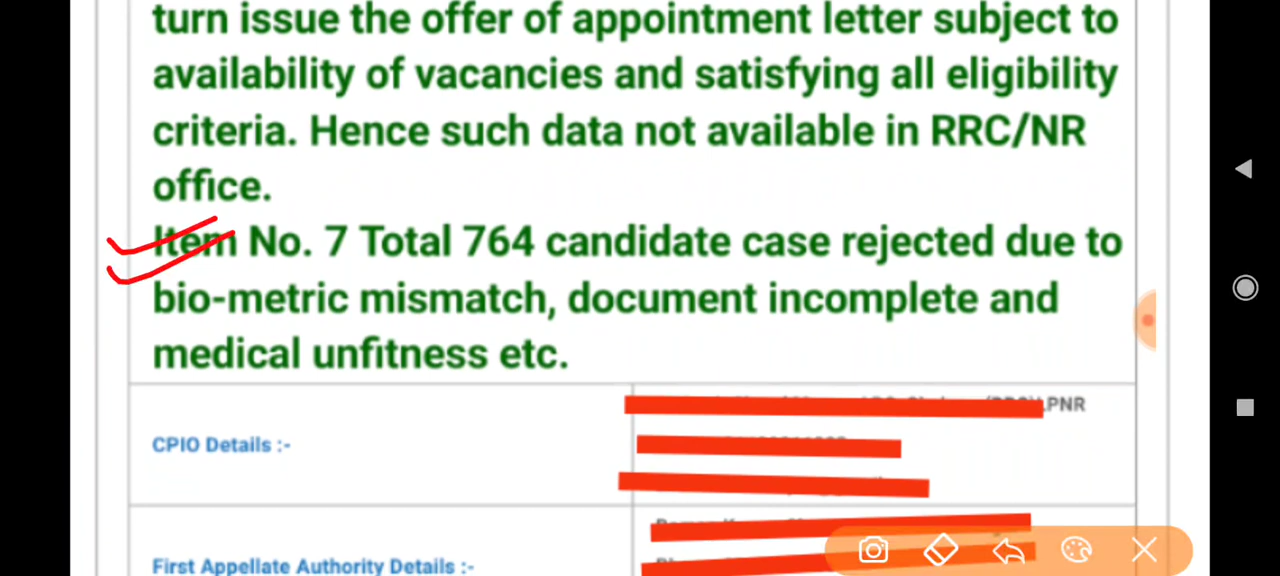 turn issue the offer of appointment letter subject to
availability of vacancies and satisfying all eligibility
criteria. Hence such data not available in RRC/NR
office.
Item No. 7 Total 764 candidate case rejected due to
bio-metric mismatch, document incomplete and
medical unfitness etc.
LPNR
CPIO Details :-
First Appellate Authority Details :-